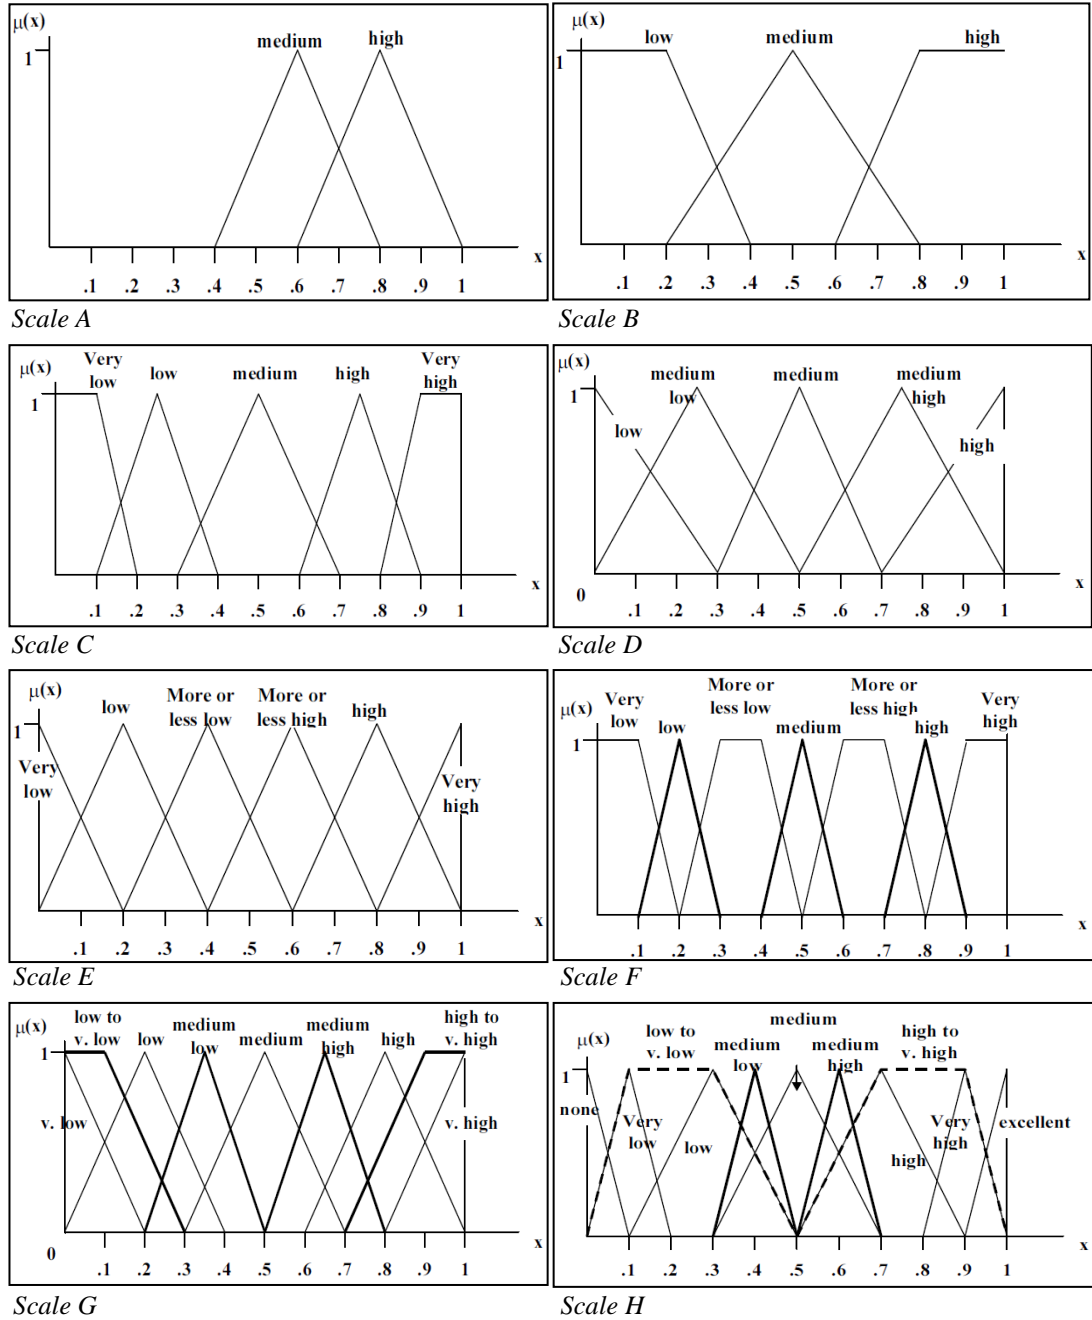 μ(x)
medium
high
1
x
.1 .2 .3 .4 .5 .6 .7 .8 .9 1
Scale A
μ(x)
low
medium
high
1
x
.1 .2 .3 .4 .5 .6 .7 .8 .9 1
Scale B
μ(x)
Very
low
low
medium
high
Very
high
1
x
.1 .2 .3 .4 .5 .6 .7 .8 .9 1
Scale C
μ(x)
medium
low
medium
medium
high
1
low
high
x
0 .1 .2 .3 .4 .5 .6 .7 .8 .9 1
Scale D
μ(x)
low
More or
less low
More or
less high
high
1
Very
low
Very
high
x
.1 .2 .3 .4 .5 .6 .7 .8 .9 1
Scale E
μ(x)
Very
low
low
More or
less low
medium
More or
less high
high
Very
high
1
x
.1 .2 .3 .4 .5 .6 .7 .8 .9 1
Scale F
μ(x)
low to
v. low
low
medium
low
medium
medium
high
high
high to
v. high
1
v. low
v. high
x
0 .1 .2 .3 .4 .5 .6 .7 .8 .9 1
Scale G
μ(x)
low to
v. low
medium
low
medium
medium
high
high to
v. high
1
none
Very
low
low
high
Very
high
excellent
x
.1 .2 .3 .4 .5 .6 .7 .8 .9 1
Scale H